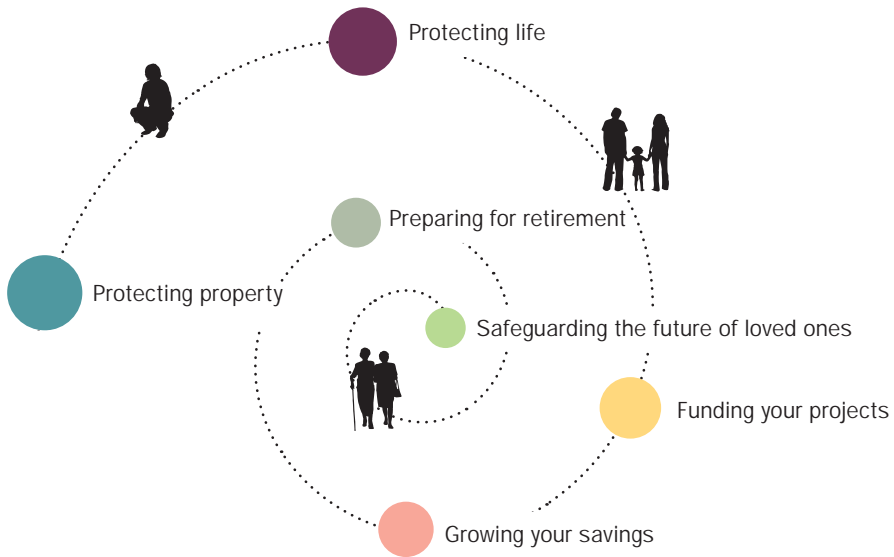 Protecting life
Preparing for retirement
Protecting property
Safeguarding the future of loved ones
Funding your projects
Growing your savings